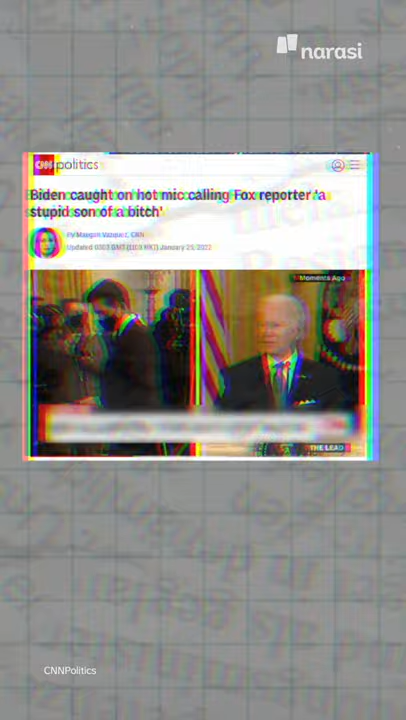 narasi
CNN politics
Biden caught on hot mic calling Fox reporter 'a
stupid son of a bitch'
By Maegan Vazquez, CNN
Updated 0303 GMT (1103 HKT) January 25, 2022
Moments Ago
THE LEAD
CNNPolitics